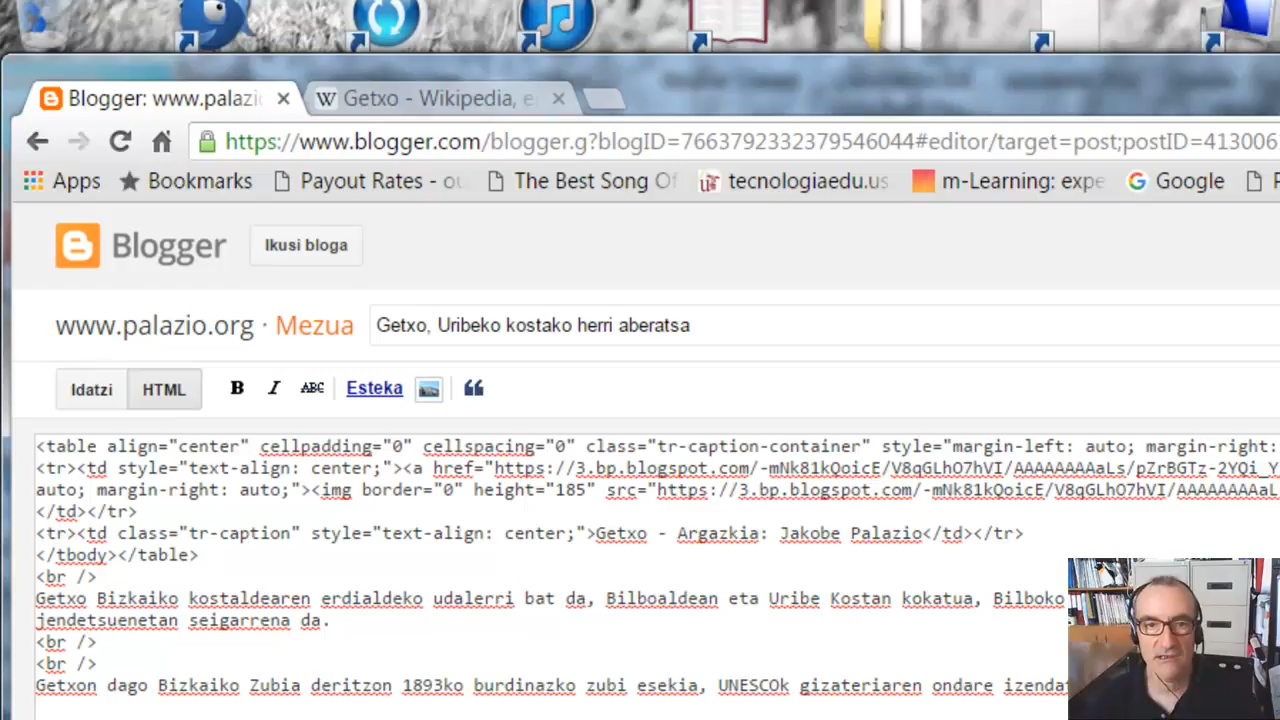 Blogger: www.palazi
Getxo - Wikipedia, e
https://www.blogger.com/blogger.g?blogID=7663792332379546044#editor/target=post;postID=413006
Apps Bookmarks Payout Rates - ou The Best Song Of tecnologiaedu.us m-Learning: expe Google
Blogger Ikusi bloga
www.palazio.org · Mezua Getxo, Uribeko kostako herri aberatsa
Idatzi HTML B I ABC Esteka
<table align="center" cellpadding="0" cellspacing="0" class="tr-caption-container" style="margin-left: auto; margin-right:
<tr><td style="text-align: center;"><a href="https://3.bp.blogspot.com/-mNk81kQoicE/V8qGLhO7hVI/AAAAAAAAaLs/pZrBGTz-2YQi_Y
auto; margin-right: auto;"><img border="0" height="185" src="https://3.bp.blogspot.com/-mNk81kQoicE/V8qGLhO7hVI/AAAAAAAAaL
</td></tr>
<tr><td class="tr-caption" style="text-align: center;">Getxo - Argazkia: Jakobe Palazio</td></tr>
</tbody></table>
<br />
Getxo Bizkaiko kostaldearen erdialdeko udalerri bat da, Bilboaldean eta Uribe Kostan kokatua, Bilboko
jendetsuenetan seigarrena da.
<br />
<br />
Getxon dago Bizkaiko Zubia deritzon 1893ko burdinazko zubi esekia, UNESCOk gizateriaren ondare izenda